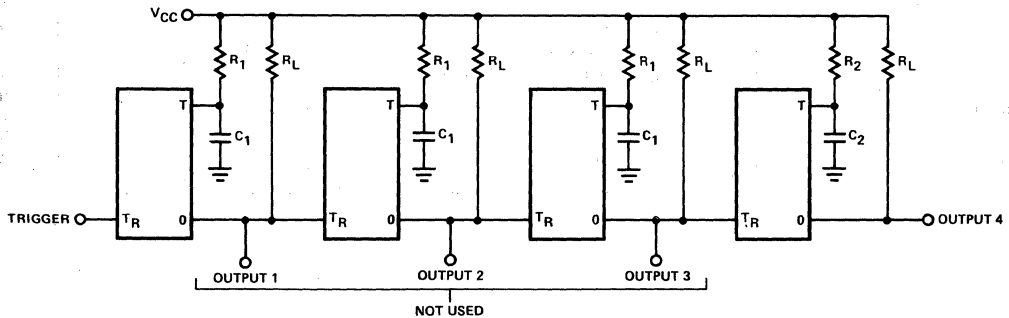 VCC
R1 RL R1 RL R1 RL R2 RL
T T T T
C1 C1 C1 C2
TRIGGER TR 0 TR 0 TR 0 TR 0 OUTPUT 4
OUTPUT 1 OUTPUT 2 OUTPUT 3
NOT USED